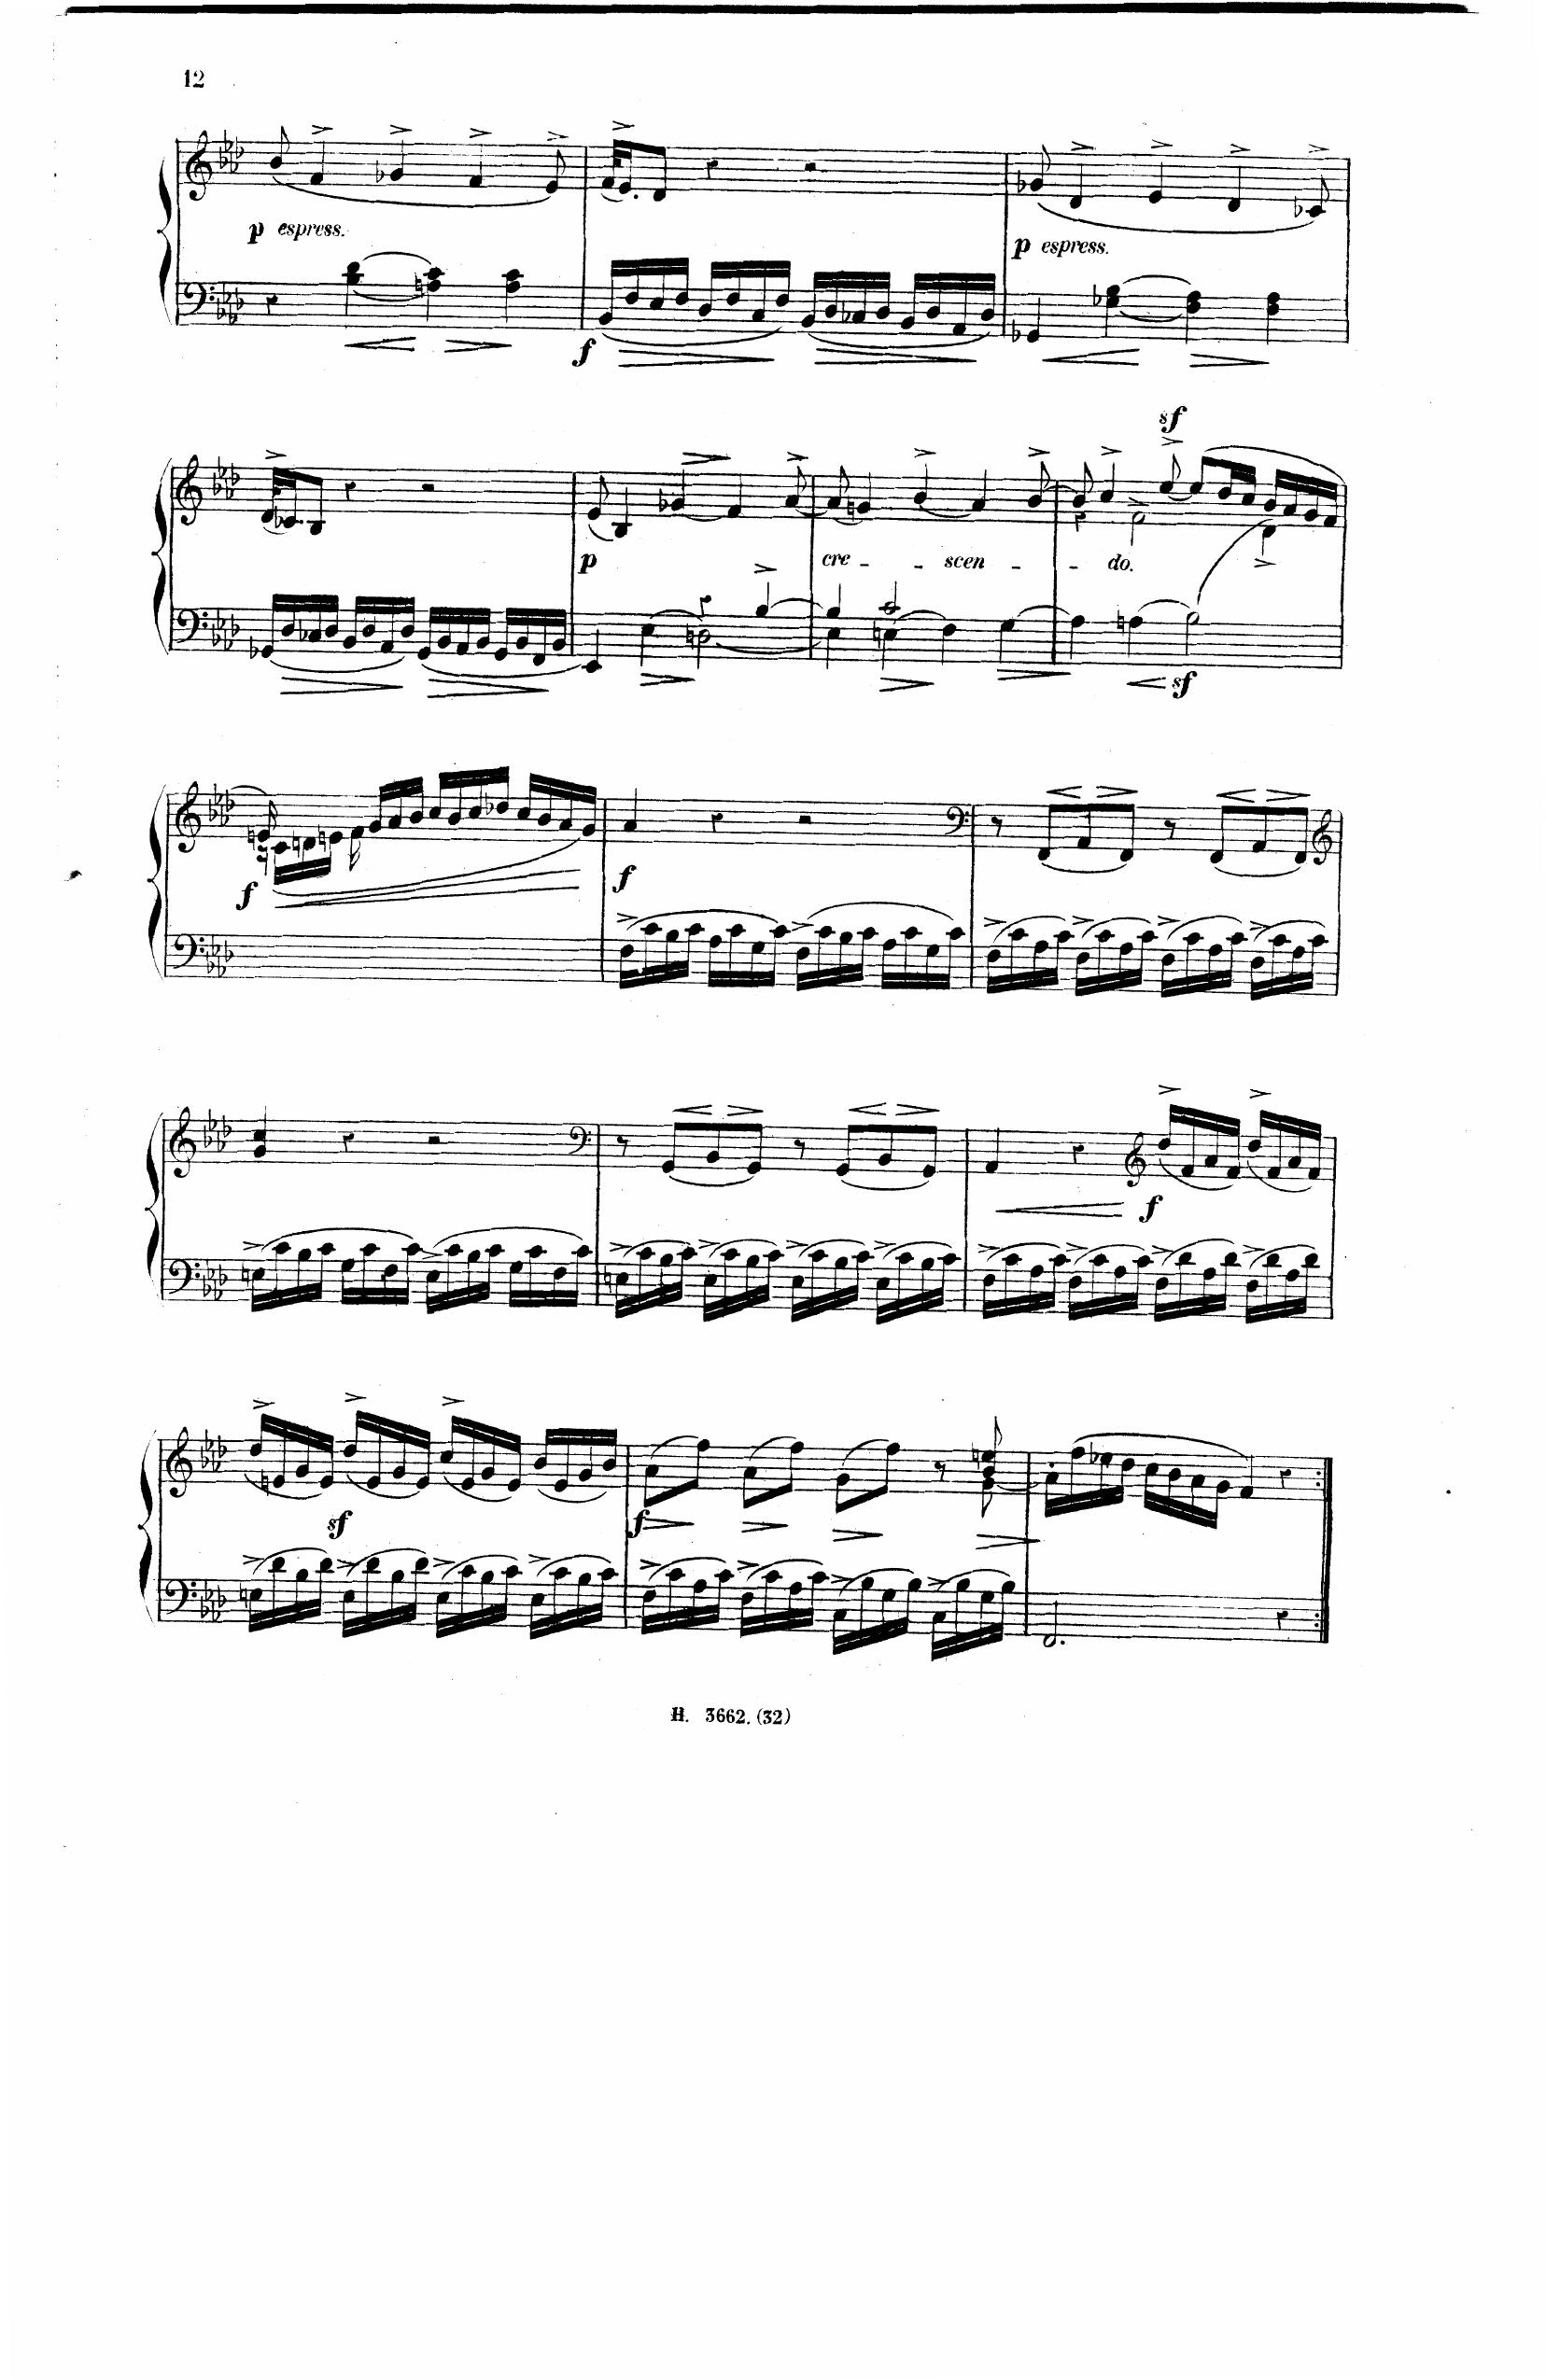 12
p espress.
f
p espress.
sf
p cre - - scen - - do.
sf
f
f
f
sf f
H. 3662. (32)